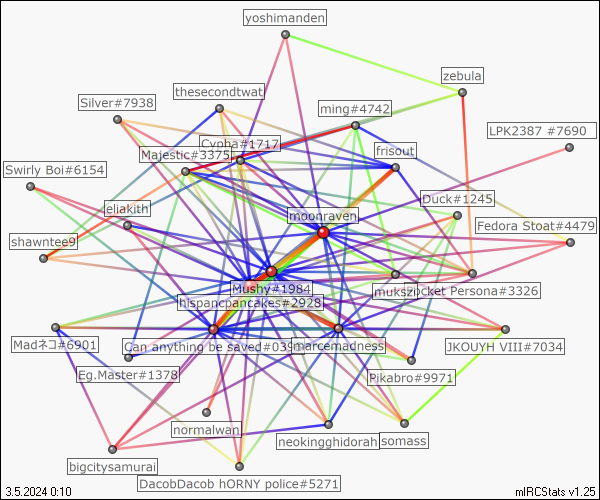 yoshimanden
zebula
thesecondtwat
Silver#7938
ming#4742
LPK2387 #7690
Cypha#1717
frisout
Majestic#3375
Swirly Boi#6154
Duck#1245
eliakith
moonraven
Fedora Stoat#4479
shawntee9
Mushy#1984
muksz
ocket Persona#3326
hispanicpancakes#2928
Madネコ#6901
Can anything be saved#039
marcemadness
JKOUYH VIII#7034
Eg.Master#1378
Pikabro#9971
normalwan
neokingghidorah
somass
bigcitysamurai
DacobDacob hORNY police#5271
3.5.2024 0:10
mIRCStats v1.25